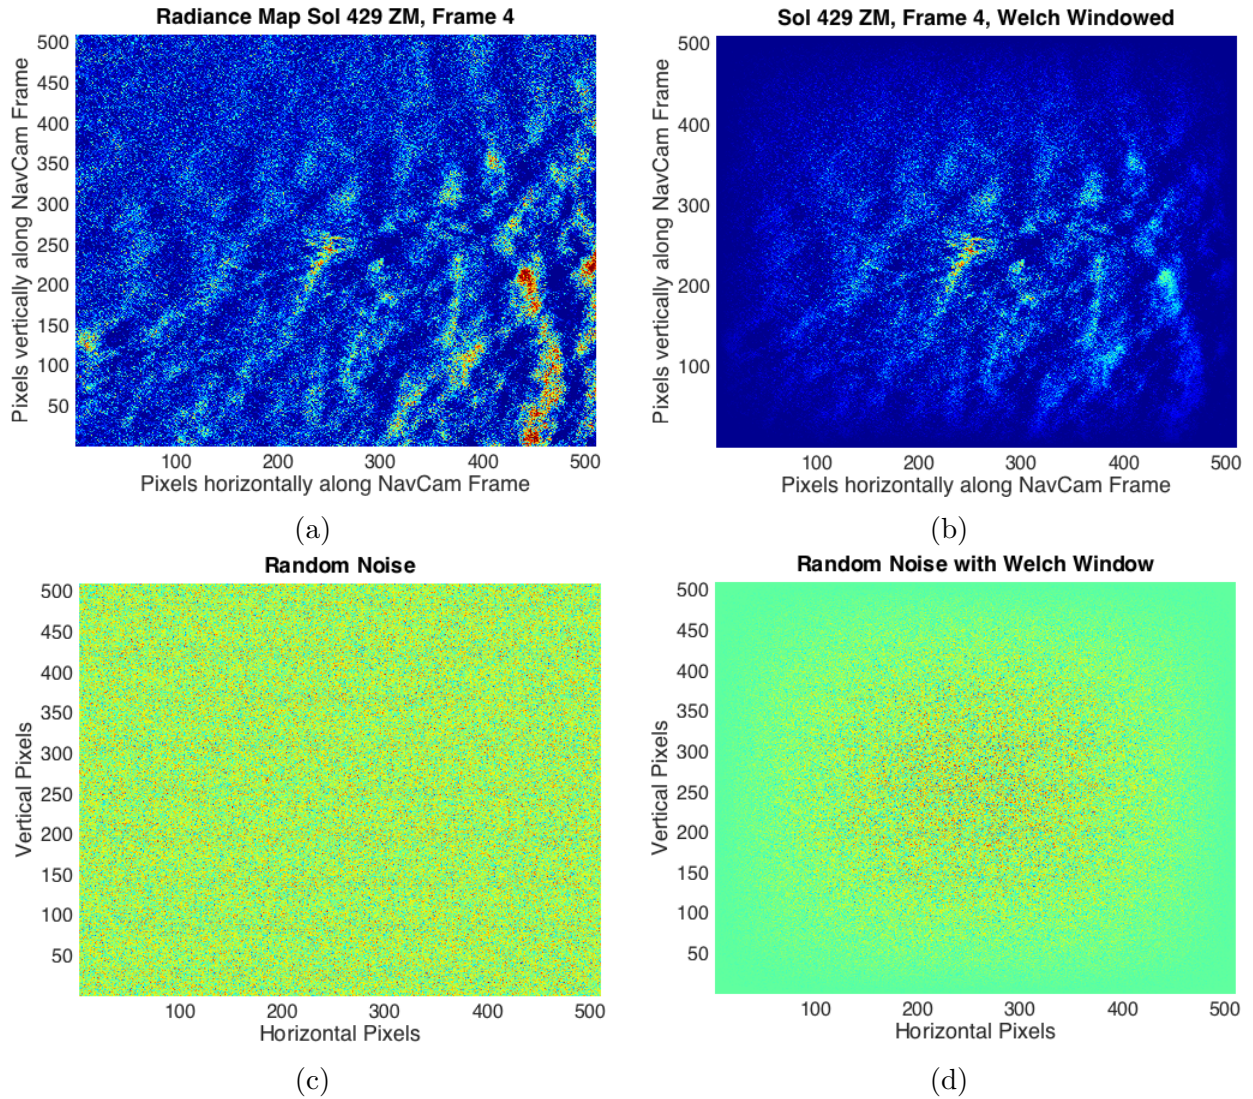 Radiance Map Sol 429 ZM, Frame 4
500
450
400
350
300
250
200
150
100
50
Pixels vertically along NavCam Frame
100 200 300 400 500
Pixels horizontally along NavCam Frame
(a)
Sol 429 ZM, Frame 4, Welch Windowed
500
400
300
200
100
Pixels vertically along NavCam Frame
100 200 300 400 500
Pixels horizontally along NavCam Frame
(b)
Random Noise
500
450
400
350
300
250
200
150
100
50
Vertical Pixels
100 200 300 400 500
Horizontal Pixels
(c)
Random Noise with Welch Window
500
450
400
350
300
250
200
150
100
50
Vertical Pixels
100 200 300 400 500
Horizontal Pixels
(d)